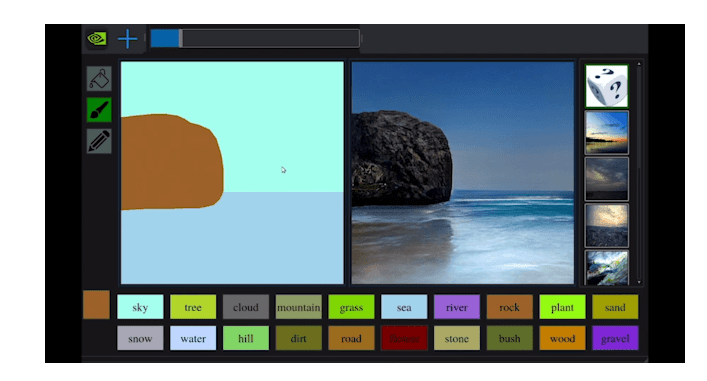 sky tree cloud mountain grass sea river rock plant sand
snow water hill dirt road stone bush wood gravel